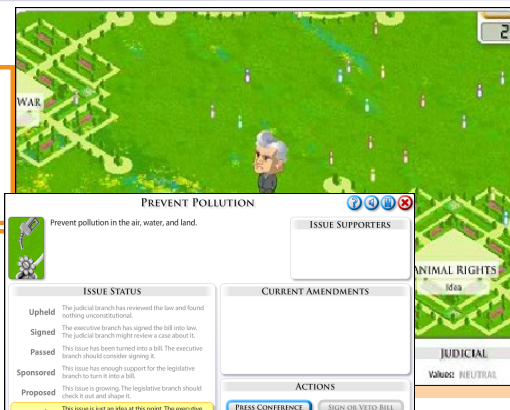 2
WAR
PREVENT POLLUTION
Prevent pollution in the air, water, and land.
ISSUE SUPPORTERS
ANIMAL RIGHTS
Idea
ISSUE STATUS
CURRENT AMENDMENTS
Upheld The judicial branch has reviewed the law and found
nothing unconstitutional.
Signed The executive branch has signed the bill into law.
The judicial branch might review a case about it.
Passed This issue has been turned into a bill. The executive
branch should consider signing it.
Sponsored This issue has enough support for the legislative
branch to turn it into a bill.
Proposed This issue is growing. The legislative branch should
check it out and shape it.
This issue is just an idea at this point. The executive
JUDICIAL
Values: NEUTRAL
ACTIONS
PRESS CONFERENCE
SIGN OR VETO BILL